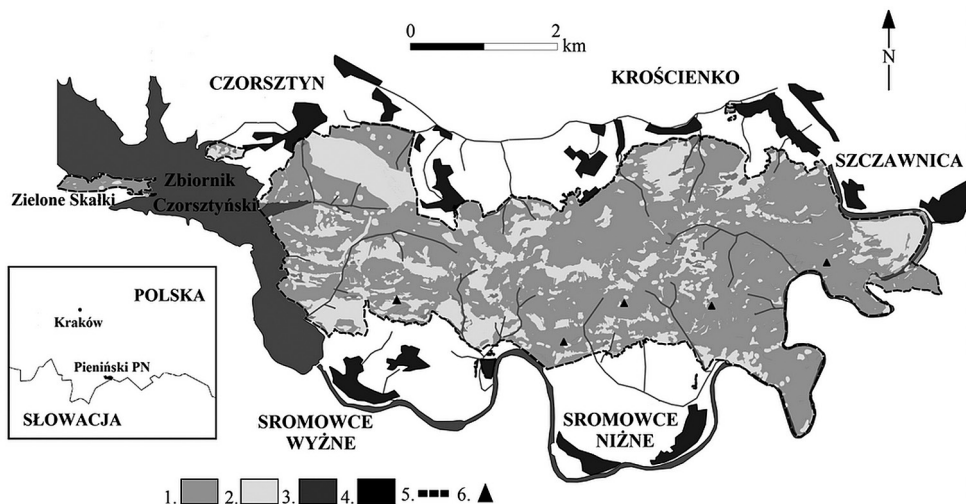 0 2
km
N
CZORSZTYN
KROŚCIENKO
SZCZAWNICA
Zielone Skałki
Zbiornik
Czorsztyński
POLSKA
Kraków
Pieniński PN
SŁOWACJA
SROMOWCE
WYŻNE
SROMOWCE
NIŻNE
1. 2. 3. 4. 5. 6.